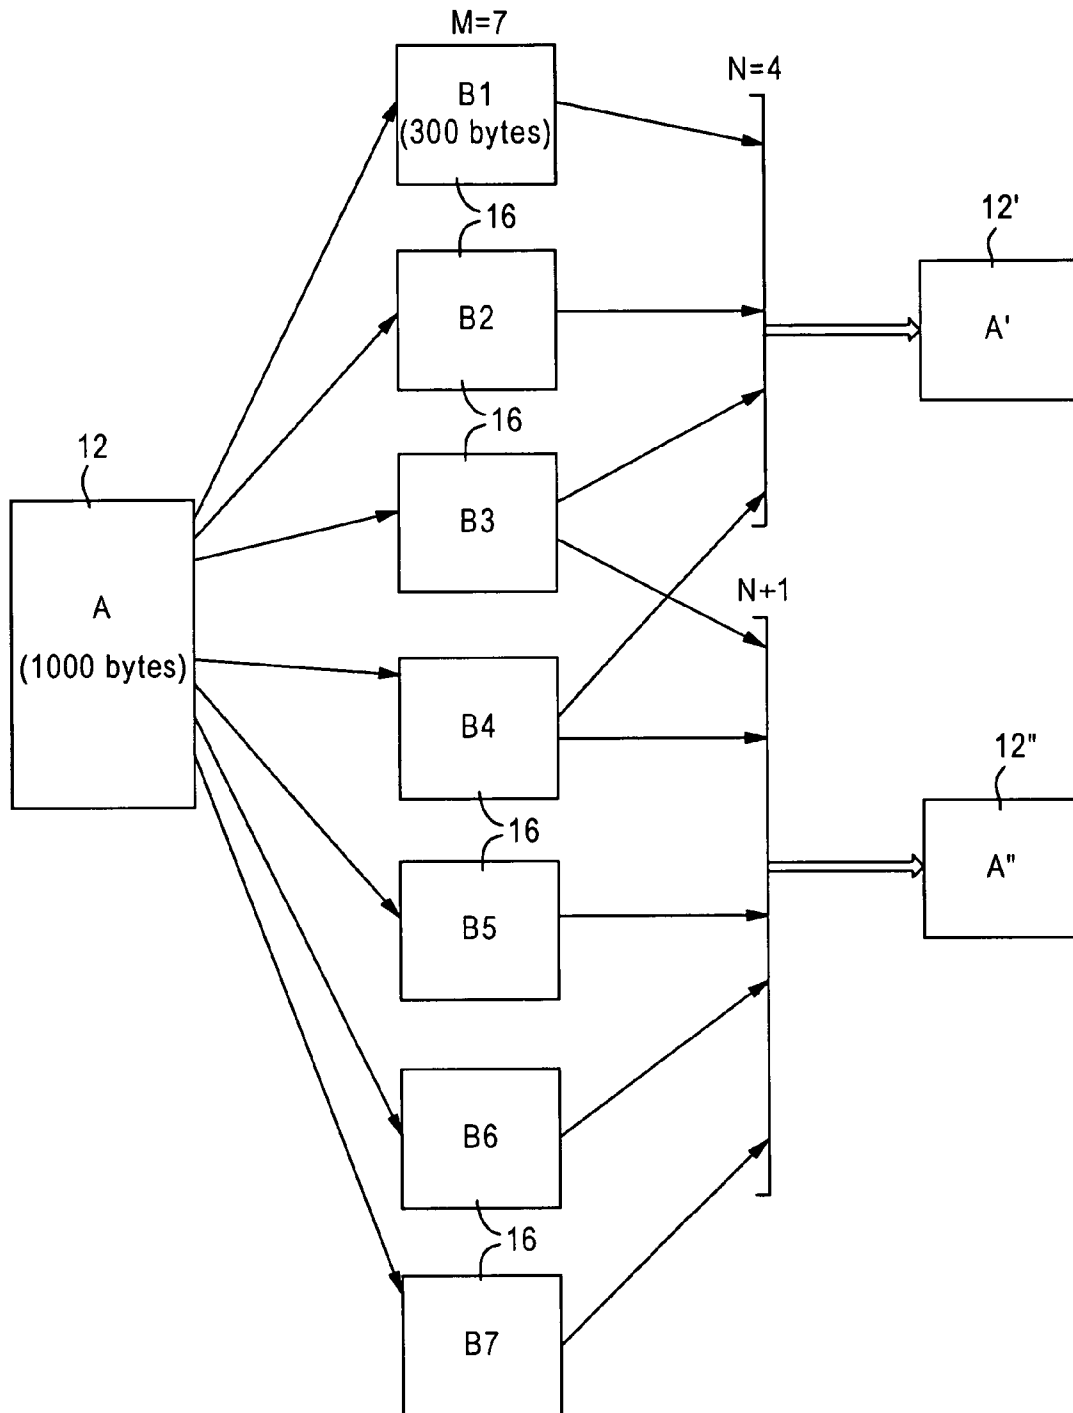 M=7
N=4
B1
(300 bytes)
16
12'
B2
A'
16
12
B3
A
(1000 bytes)
N+1
B4
12"
16
A"
B5
B6
16
B7